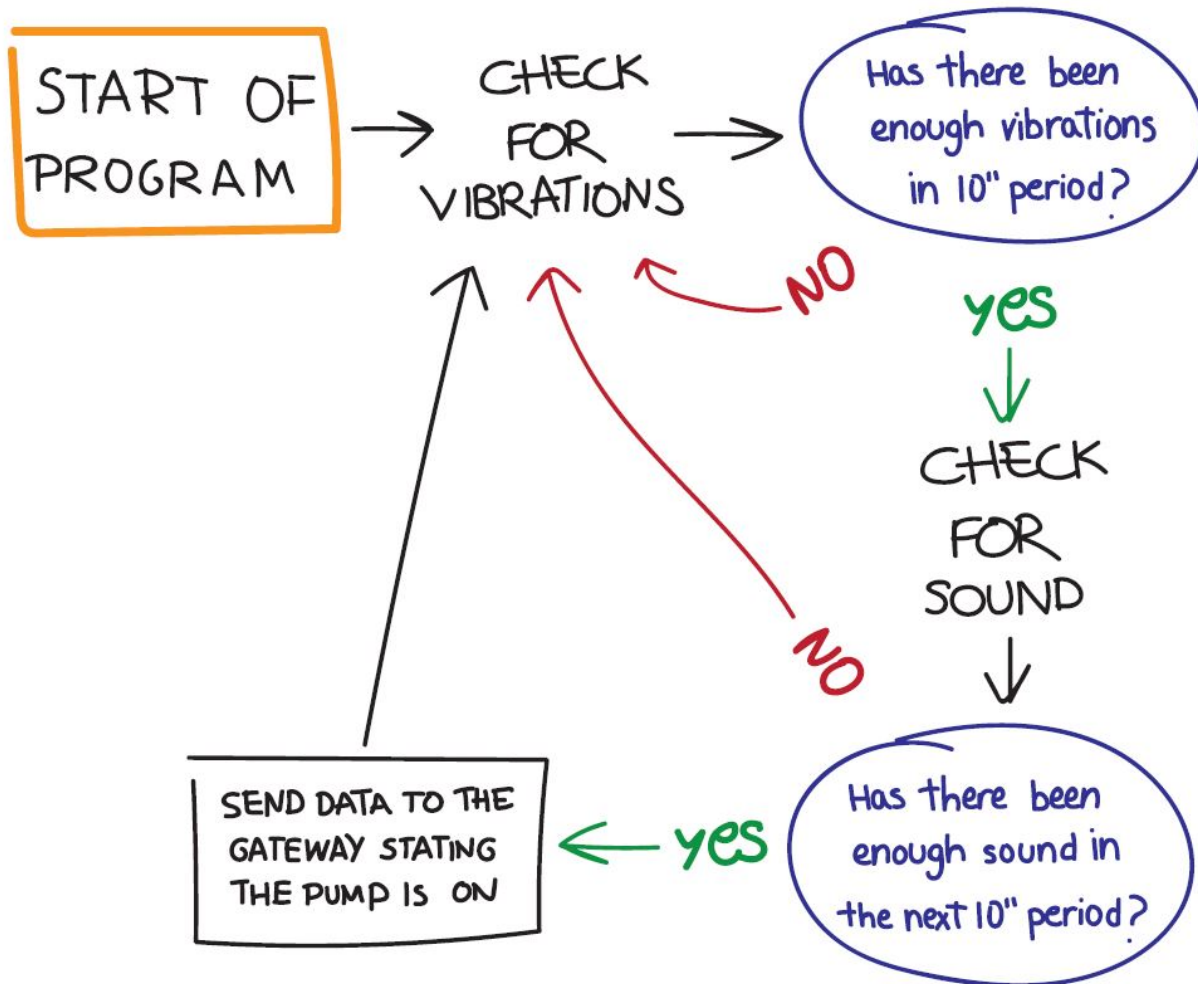 START OF
PROGRAM
CHECK
FOR
VIBRATIONS
Has there been
enough vibrations
in 10" period?
NO
yes
CHECK
FOR
SOUND
NO
Has there been
enough sound in
the next 10" period?
yes
SEND DATA TO THE
GATEWAY STATING
THE PUMP IS ON